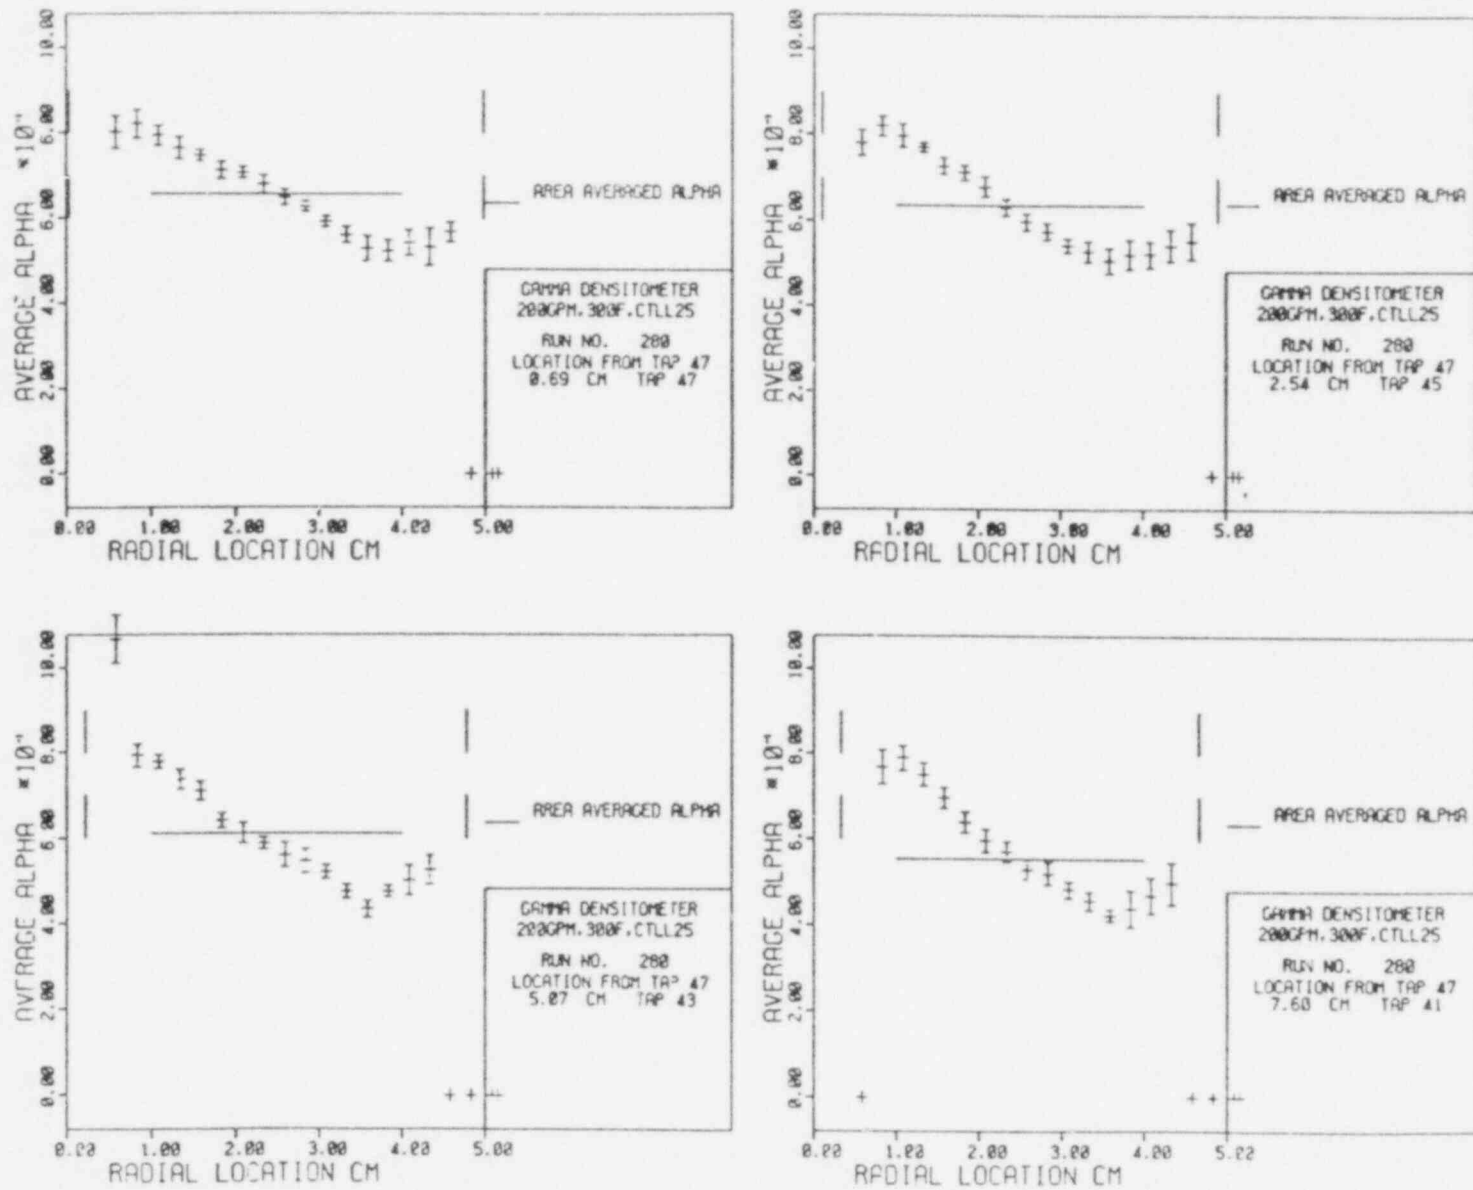 10.00
8.00
6.00
4.00
2.00
0.00
AVERAGE ALPHA *10
AREA AVERAGED ALPHA
GAMMA DENSITOMETER
200GPM.300F.CTLL25
RUN NO. 280
LOCATION FROM TAP 47
0.69 CM TAP 47
0.00 1.00 2.00 3.00 4.00 5.00
RADIAL LOCATION CM
10.00
8.00
6.00
4.00
2.00
0.00
AVERAGE ALPHA *10
AREA AVERAGED ALPHA
GAMMA DENSITOMETER
200GPM.300F.CTLL25
RUN NO. 280
LOCATION FROM TAP 47
2.54 CM TAP 45
0.00 1.00 2.00 3.00 4.00 5.00
RADIAL LOCATION CM
10.00
8.00
6.00
4.00
2.00
0.00
AVERAGE ALPHA *10
AREA AVERAGED ALPHA
GAMMA DENSITOMETER
200GPM.300F.CTLL25
RUN NO. 280
LOCATION FROM TAP 47
5.07 CM TAP 43
0.00 1.00 2.00 3.00 4.00 5.00
RADIAL LOCATION CM
10.00
8.00
6.00
4.00
2.00
0.00
AVERAGE ALPHA *10
AREA AVERAGED ALPHA
GAMMA DENSITOMETER
200GPM.300F.CTLL25
RUN NO. 280
LOCATION FROM TAP 47
7.60 CM TAP 41
0.00 1.00 2.00 3.00 4.00 5.00
RADIAL LOCATION CM